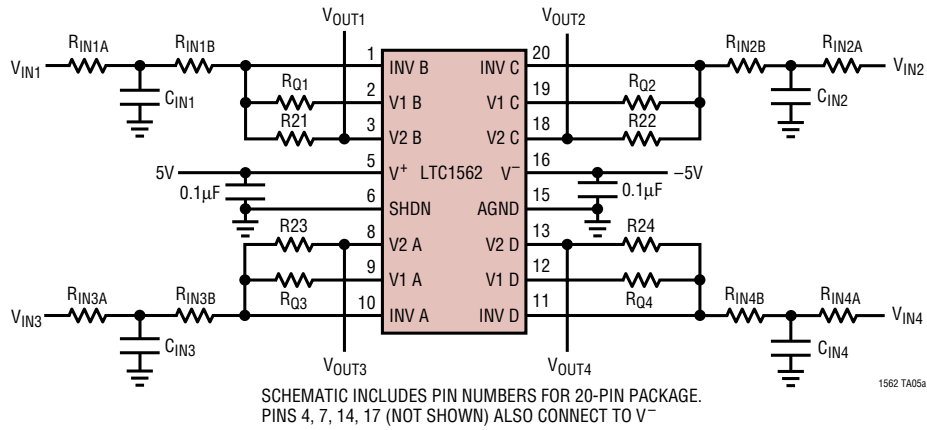 VOUT1 VOUT2
RIN1A RIN1B 1 20 RIN2B RIN2A
VIN1 INV B INV C VIN2
CIN1 RQ1 2 V1 B V1 C 19 RQ2 CIN2
R21 3 V2 B V2 C 18 R22
5V 5 V+ LTC1562 V– 16 –5V
0.1µF 6 SHDN AGND 15 0.1µF
R23 8 V2 A V2 D 13 R24
9 V1 A V1 D 12
RIN3A RIN3B RQ3 10 11 RQ4 RIN4B RIN4A
VIN3 INV A INV D VIN4
CIN3 CIN4
VOUT3 VOUT4
1562 TA05a
SCHEMATIC INCLUDES PIN NUMBERS FOR 20-PIN PACKAGE.
PINS 4, 7, 14, 17 (NOT SHOWN) ALSO CONNECT TO V–